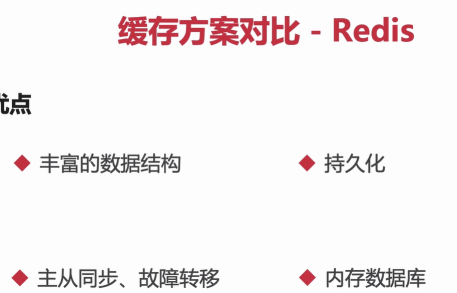 缓存方案对比 - Redis
优点
丰富的数据结构
持久化
主从同步、故障转移
内存数据库